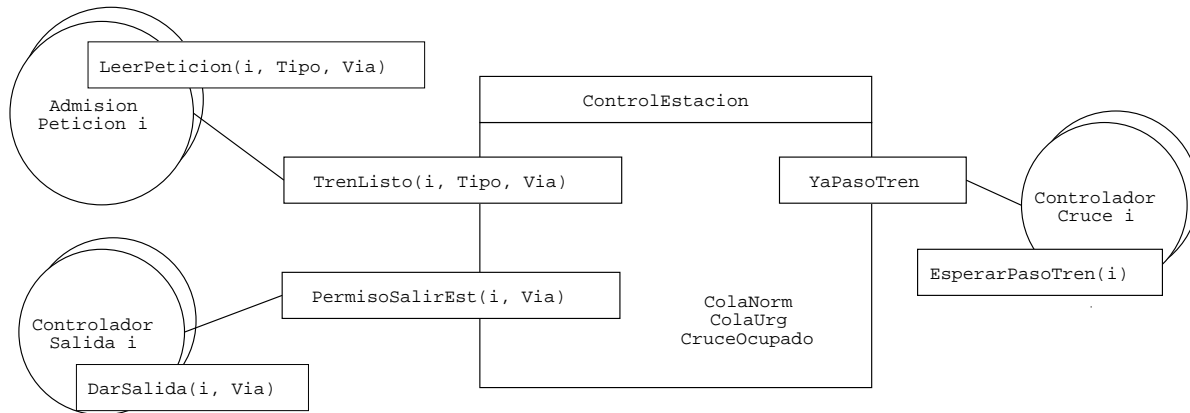 LeerPeticion(i, Tipo, Via)
Admision
Peticion i
ControlEstacion
TrenListo(i, Tipo, Via)
YaPasoTren
Controlador
Cruce i
EsperarPasoTren(i)
PermisoSalirEst(i, Via)
ColaNorm
ColaUrg
CruceOcupado
Controlador
Salida i
DarSalida(i, Via)